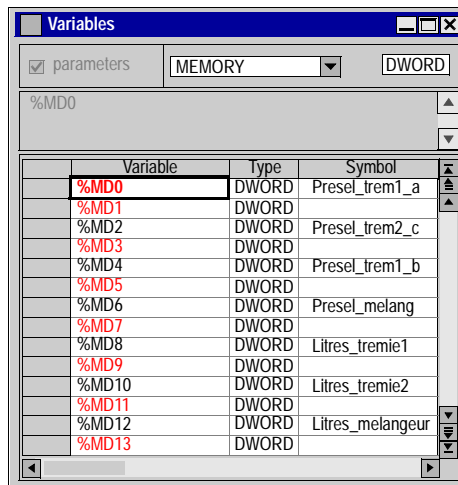 Variables
parameters MEMORY DWORD
%MD0
Variable Type Symbol
%MD0 DWORD Presel_trem1_a
%MD1 DWORD
%MD2 DWORD Presel_trem2_c
%MD3 DWORD
%MD4 DWORD Presel_trem1_b
%MD5 DWORD
%MD6 DWORD Presel_melang
%MD7 DWORD
%MD8 DWORD Litres_tremie1
%MD9 DWORD
%MD10 DWORD Litres_tremie2
%MD11 DWORD
%MD12 DWORD Litres_melangeur
%MD13 DWORD